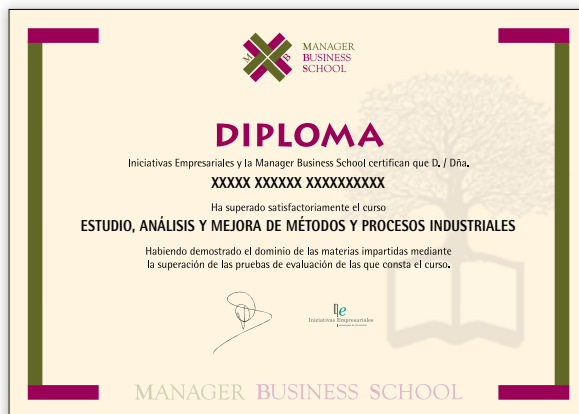 M B
MANAGER
BUSINESS
SCHOOL
DIPLOMA
Iniciativas Empresariales y la Manager Business School certifican que D. / Dña.
XXXXX XXXXXX XXXXXXXXXX
Ha superado satisfactoriamente el curso
ESTUDIO, ANÁLISIS Y MEJORA DE MÉTODOS Y PROCESOS INDUSTRIALES
Habiendo demostrado el dominio de las materias impartidas mediante
la superación de las pruebas de evaluación de las que consta el curso.
Iniciativas Empresariales
MANAGER BUSINESS SCHOOL